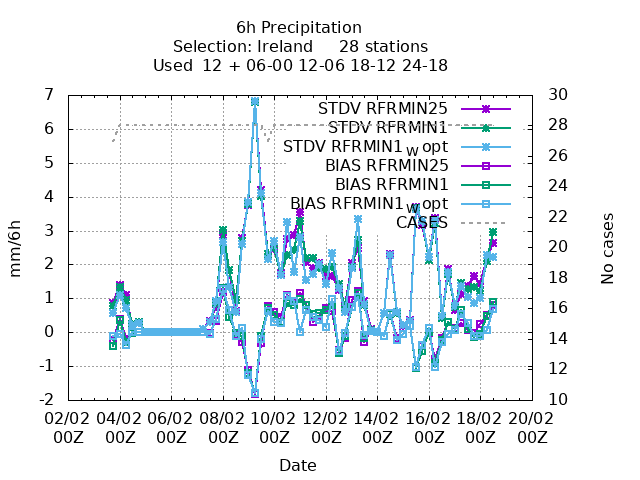 6h Precipitation
Selection: Ireland 28 stations
Used 12 + 06-00 12-06 18-12 24-18
7
6
5
4
3
2
1
0
-1
-2
mm/6h
30
28
26
24
22
20
18
16
14
12
10
No cases
STDV RFRMIN25
STDV RFRMIN1
STDV RFRMIN1wopt
BIAS RFRMIN25
BIAS RFRMIN1
BIAS RFRMIN1wopt
CASES
02/02 04/02 06/02 08/02 10/02 12/02 14/02 16/02 18/02 20/02
00Z 00Z 00Z 00Z 00Z 00Z 00Z 00Z 00Z 00Z
Date